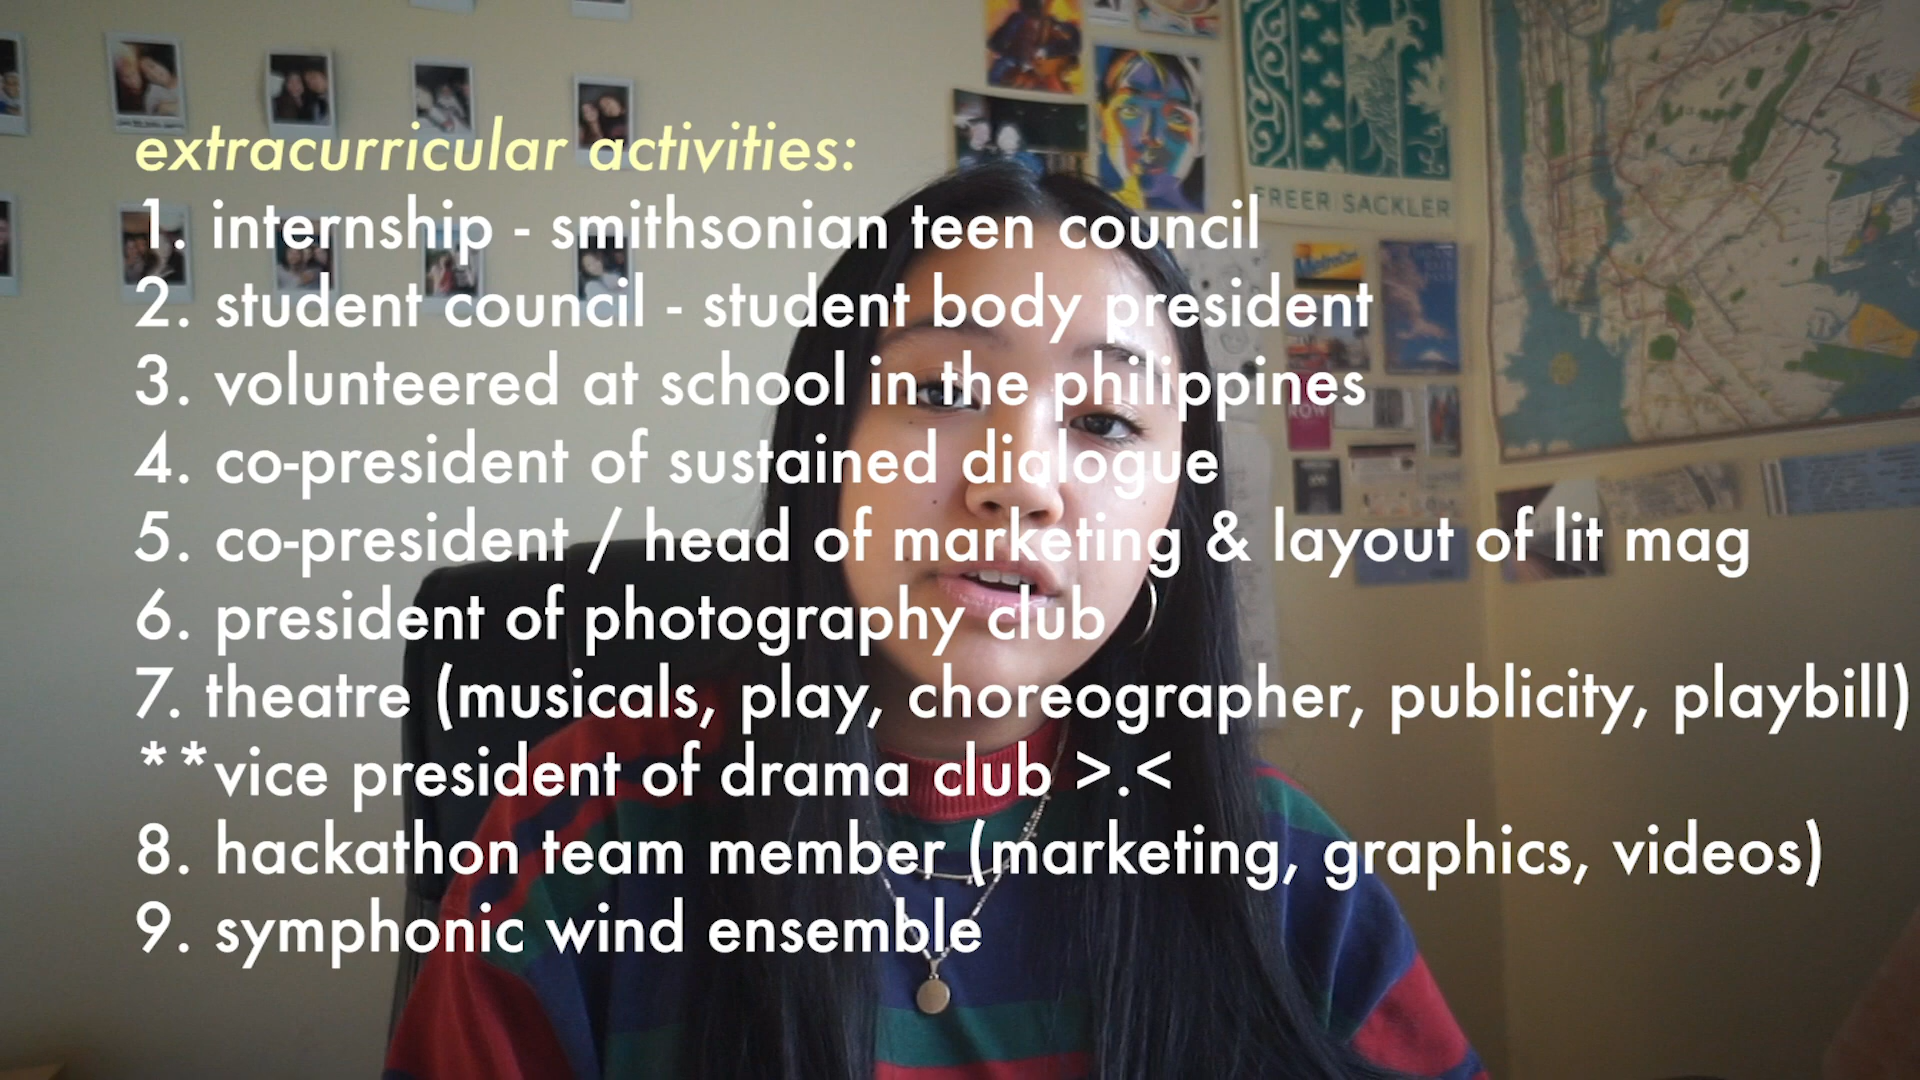 extracurricular activities:
1. internship - smithsonian teen council
2. student council - student body president
3. volunteered at school in the philippines
4. co-president of sustained dialogue
5. co-president / head of marketing & layout of lit mag
6. president of photography club
7. theatre (musicals, play, choreographer, publicity, playbill)
**vice president of drama club >.<
8. hackathon team member (marketing, graphics, videos)
9. symphonic wind ensemble
FREER SACKLER
ROW